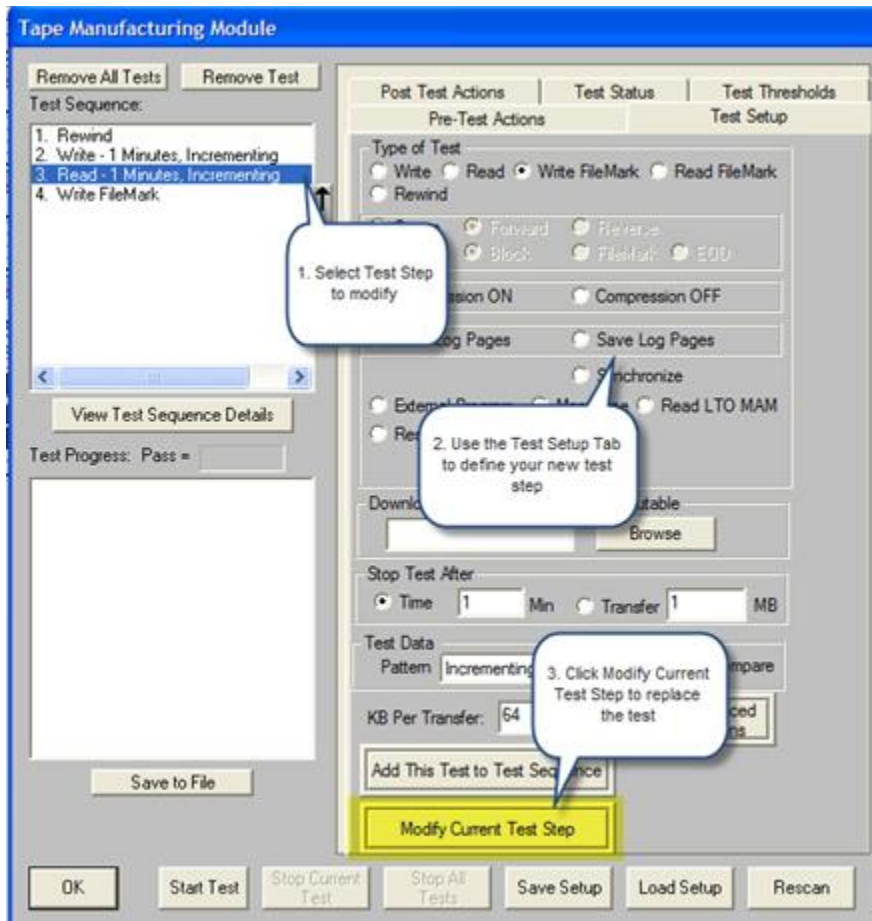 Tape Manufacturing Module
Remove All Tests
Remove Test
Test Sequence:
1. Rewind
2. Write - 1 Minutes, Incrementing
3. Read - 1 Minutes, Incrementing
4. Write FileMark
View Test Sequence Details
Test Progress: Pass =
Save to File
Post Test Actions
Test Status
Test Thresholds
Pre-Test Actions
Test Setup
Type of Test
Write Read Write FileMark Read FileMark
Rewind
Forward Reverse
Block FileMark EOD
ON
Compression OFF
Log Pages
Save Log Pages
Synchronize
External Read LTO MAM
Stop Test After
Time 1 Min Transfer 1 MB
Test Data
Pattern Incrementing
KB Per Transfer: 64
Browse
Add This Test to Test
Modify Current Test Step
1. Select Test Step
to modify
2. Use the Test Setup Tab
to define your new test
step
3. Click Modify Current
Test Step to replace
the test
OK
Start Test
Stop Current
Test
Stop All
Tests
Save Setup
Load Setup
Rescan